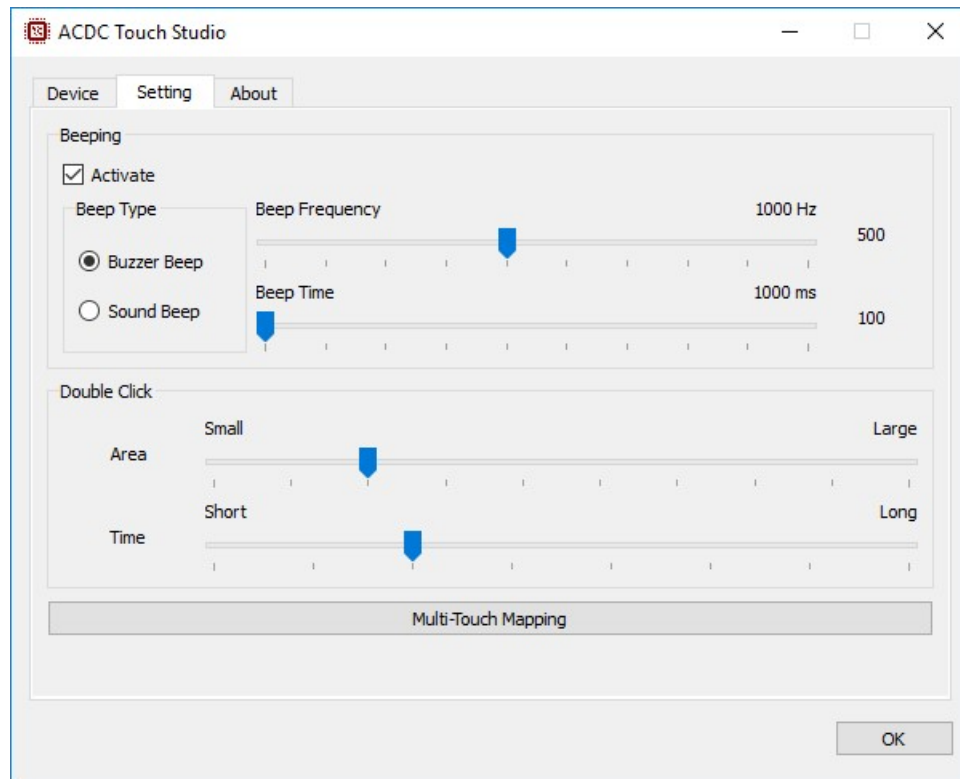 ACDC Touch Studio
Device Setting About
Beeping
Activate
Beep Type
Buzzer Beep
Sound Beep
Beep Frequency 1000 Hz
500
Beep Time 1000 ms
100
Double Click
Small Large
Area
Short Long
Time
Multi-Touch Mapping
OK